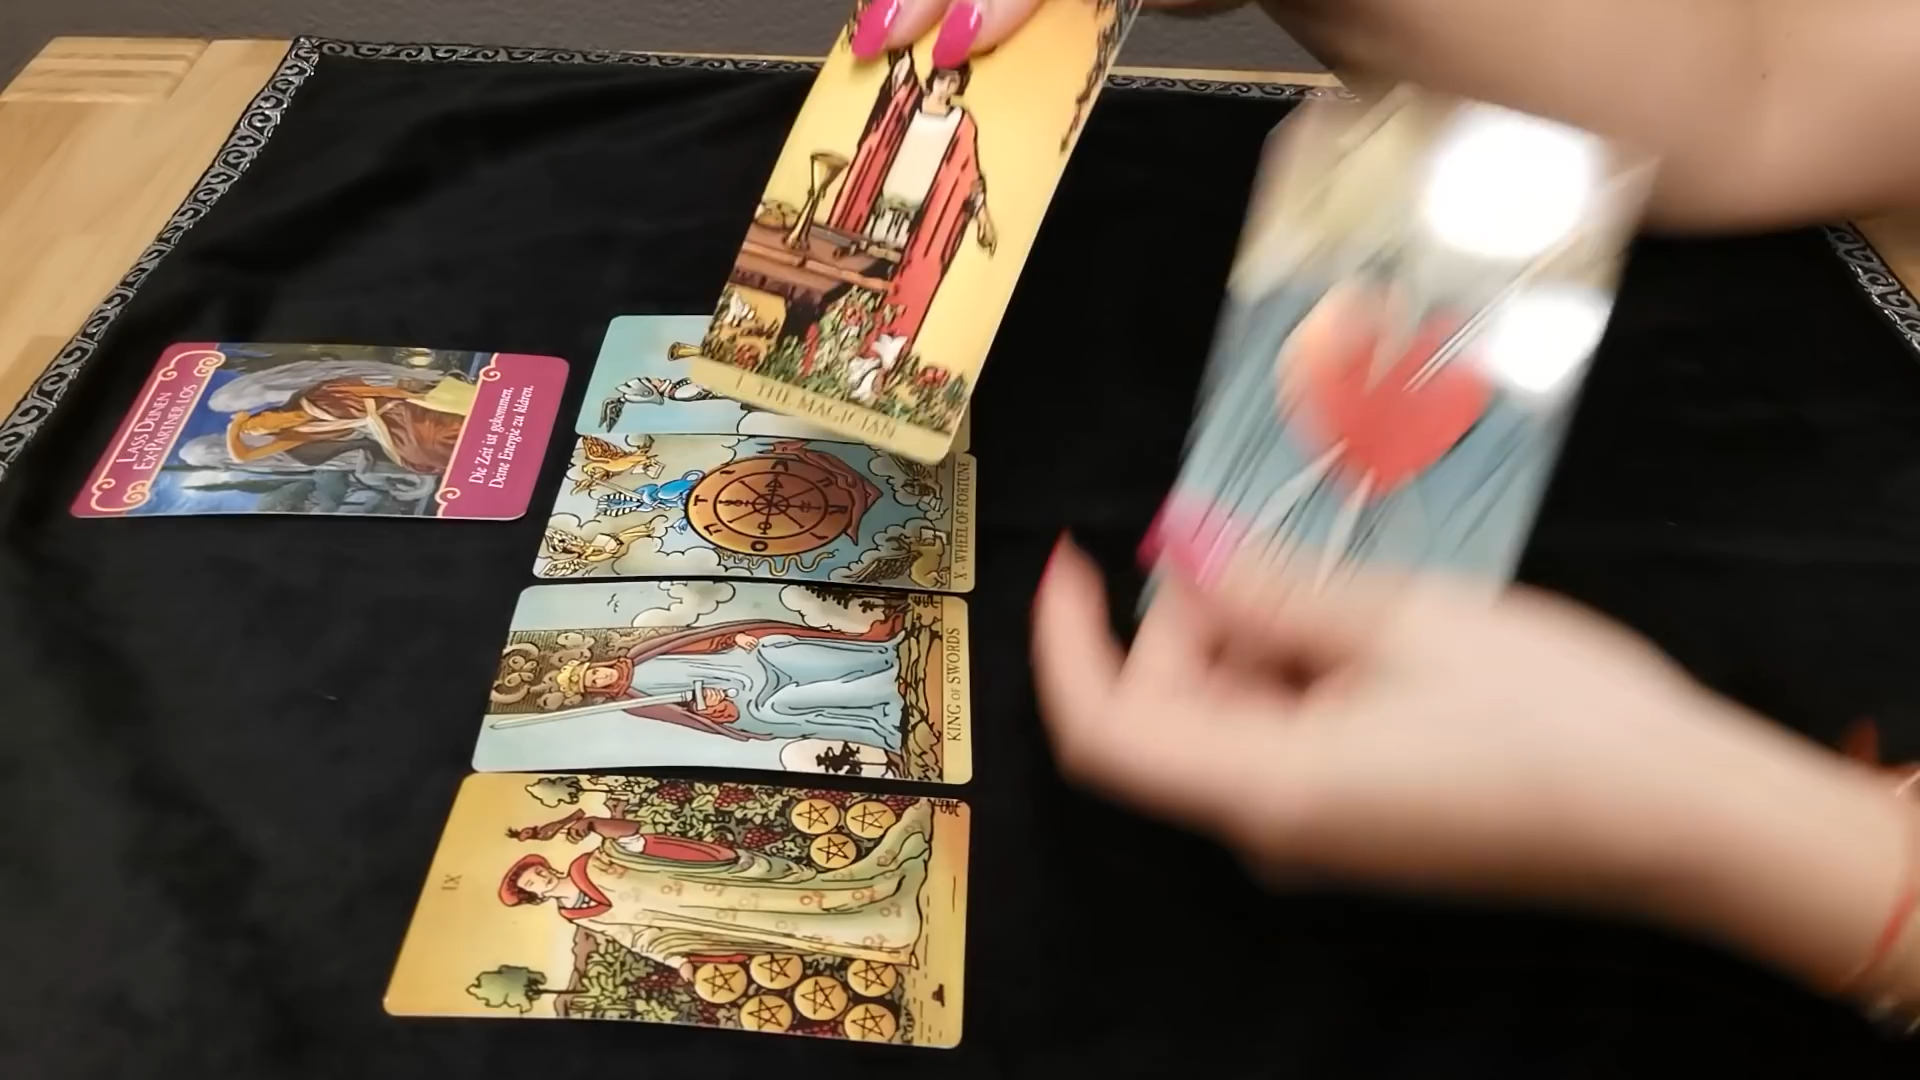 LASS DEINEN
EX-PARTNER LOS
Die Zeit ist gekommen,
Deine Energie zu klären.
I THE MAGICIAN
X · WHEEL OF FORTUNE
KING OF SWORDS
IX